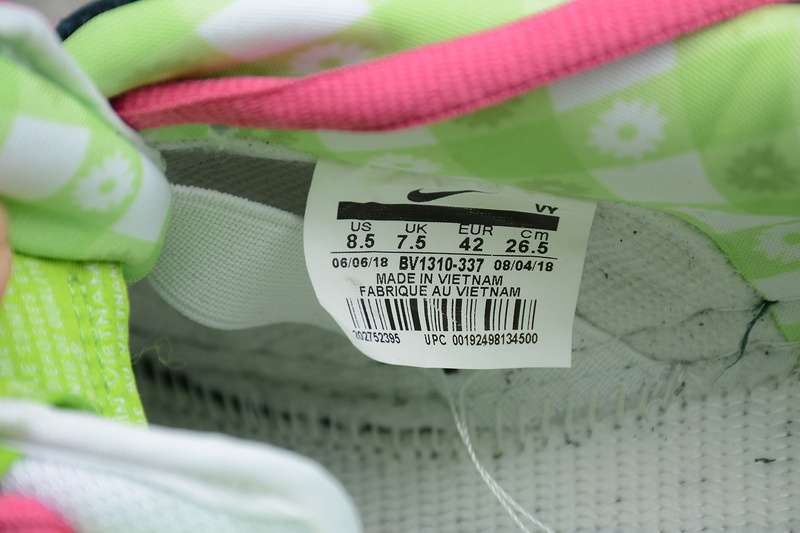 VY
US UK EUR cm
8.5 7.5 42 26.5
06/06/18 BV1310-337 08/04/18
MADE IN VIETNAM
FABRIQUE AU VIETNAM
202752395 UPC 00192498134500